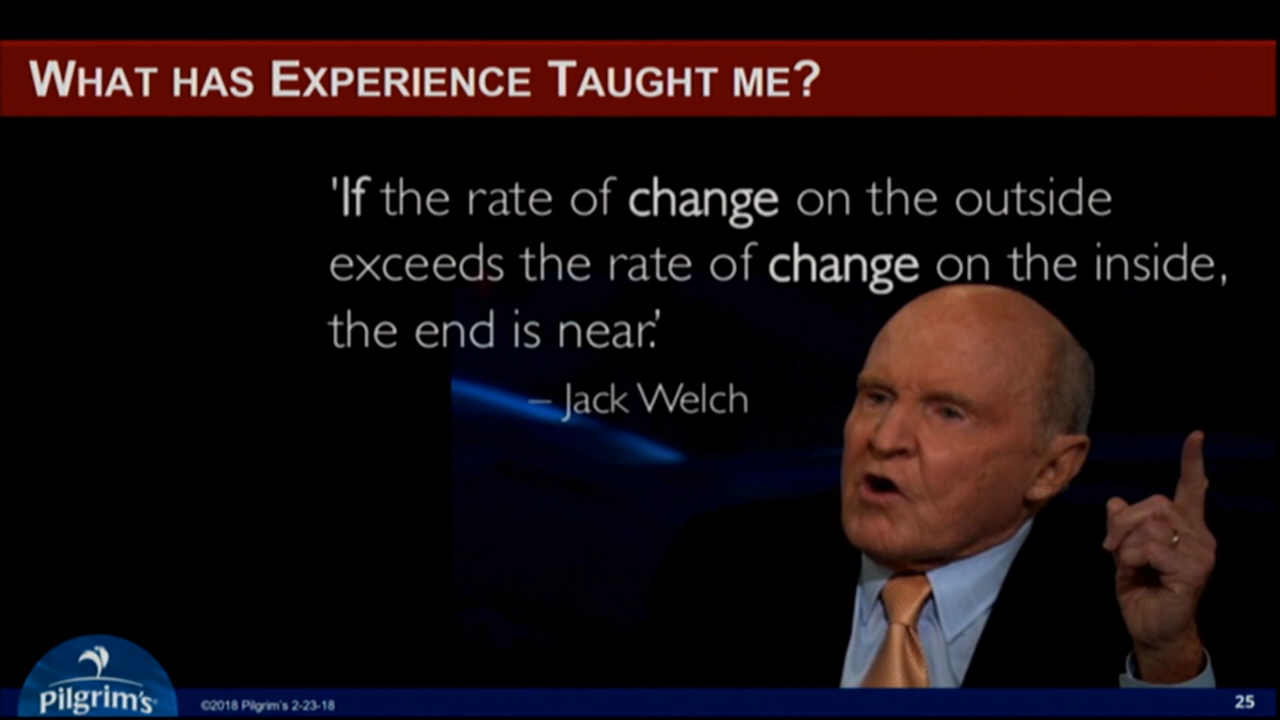 WHAT HAS EXPERIENCE TAUGHT ME?
'If the rate of change on the outside
exceeds the rate of change on the inside,
the end is near.'
– Jack Welch
Pilgrim's
©2018 Pilgrim's 2-23-18
25